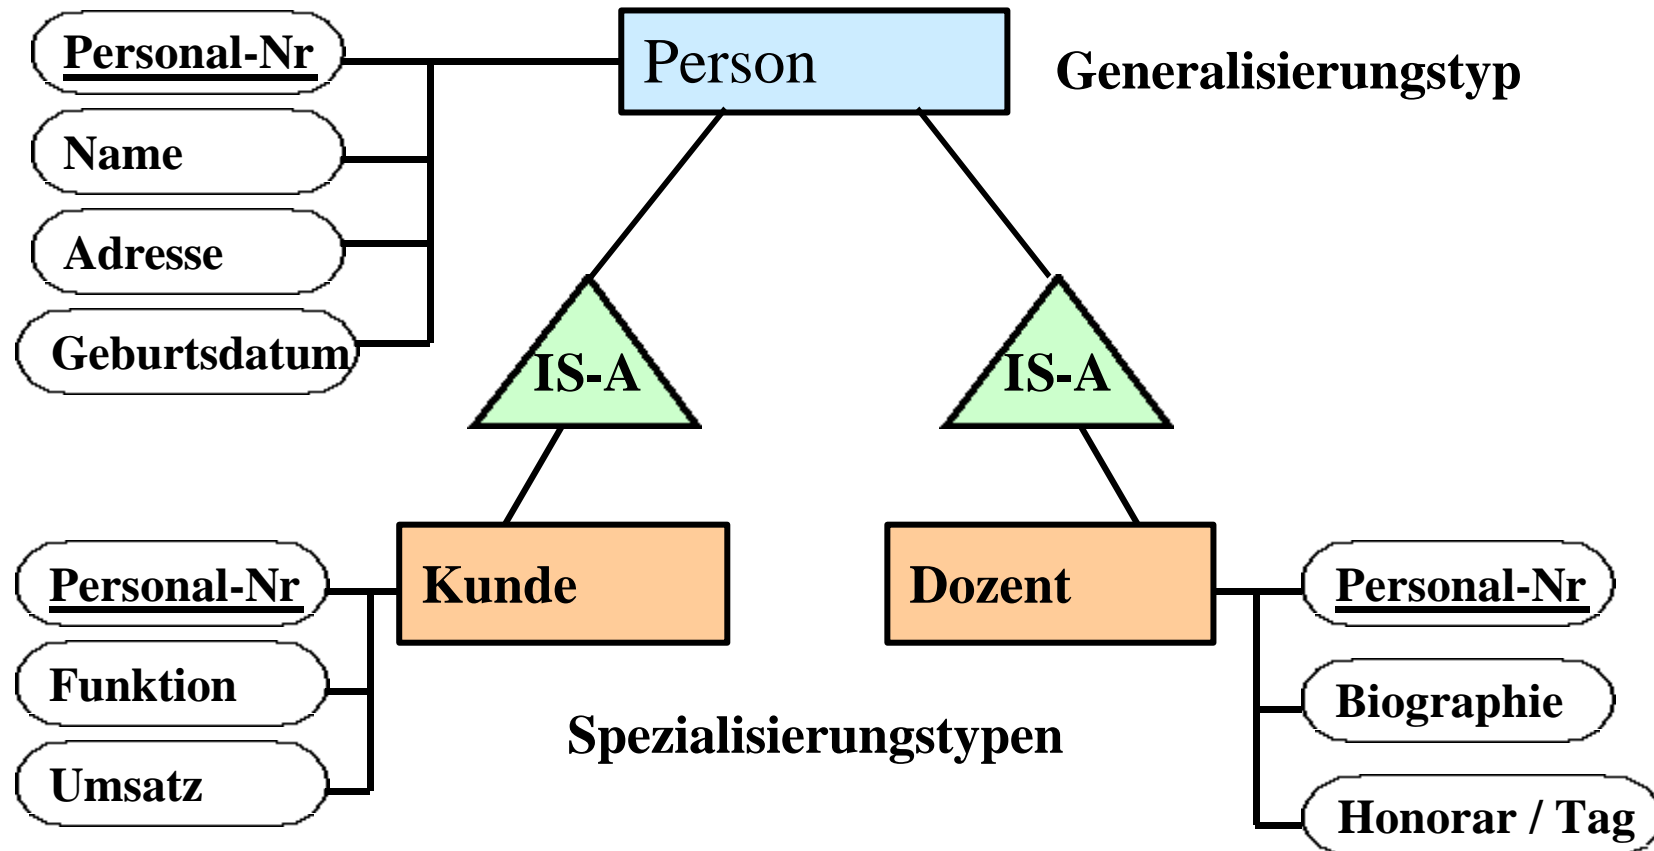 Personal-Nr
Person
Generalisierungstyp
Name
Adresse
Geburtsdatum
IS-A
IS-A
Personal-Nr
Kunde
Dozent
Personal-Nr
Funktion
Biographie
Spezialisierungstypen
Umsatz
Honorar / Tag